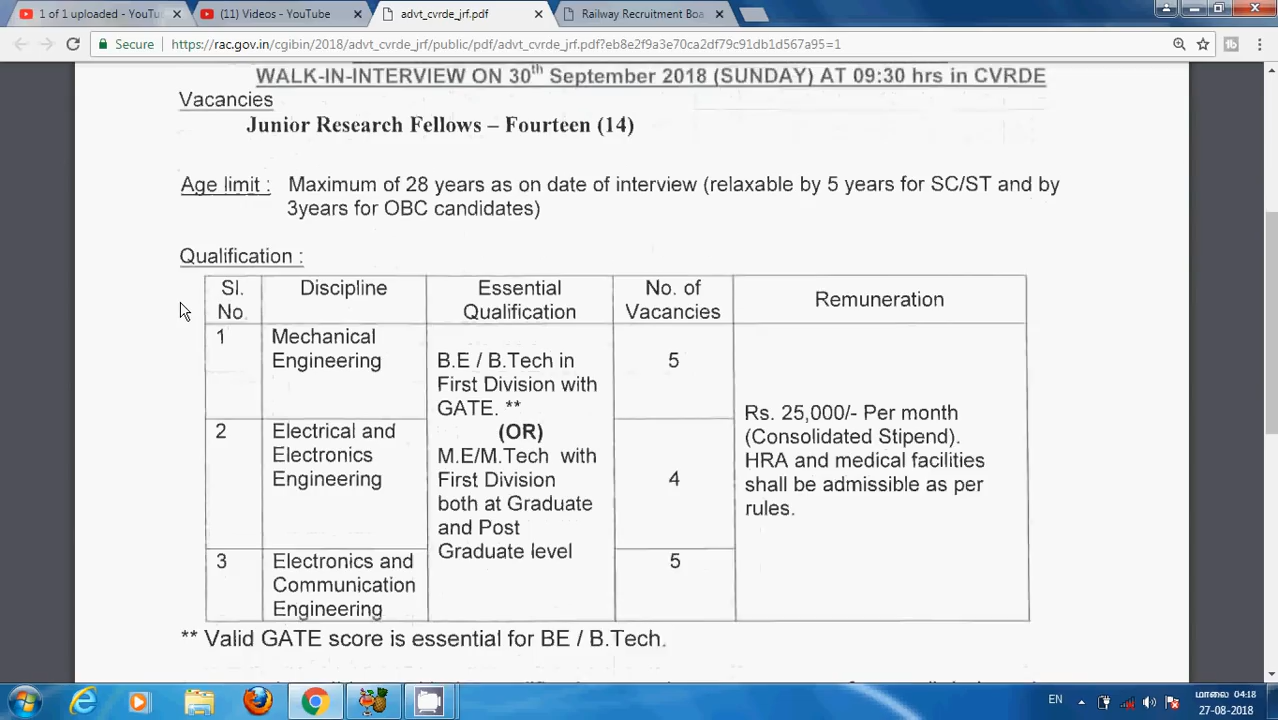 1 of 1 uploaded - YouTu
(11) Videos - YouTube
advt_cvrde_jrf.pdf
Railway Recruitment Boa
Secure
https://rac.gov.in/cgibin/2018/advt_cvrde_jrf/public/pdf/advt_cvrde_jrf.pdf?eb8e2f9a3e70ca2df79c91db1d567a95=1
WALK-IN-INTERVIEW ON 30th September 2018 (SUNDAY) AT 09:30 hrs in CVRDE
Vacancies
Junior Research Fellows – Fourteen (14)
Age limit : Maximum of 28 years as on date of interview (relaxable by 5 years for SC/ST and by
3years for OBC candidates)
Qualification :
Sl.
No.
Discipline
Essential
Qualification
No. of
Vacancies
Remuneration
1
Mechanical
Engineering
B.E / B.Tech in
First Division with
GATE. **
(OR)
M.E/M.Tech with
First Division
both at Graduate
and Post
Graduate level
5
Rs. 25,000/- Per month
(Consolidated Stipend).
HRA and medical facilities
shall be admissible as per
rules.
2
Electrical and
Electronics
Engineering
4
3
Electronics and
Communication
Engineering
5
** Valid GATE score is essential for BE / B.Tech.
EN
மாலை 04:18
27-08-2018